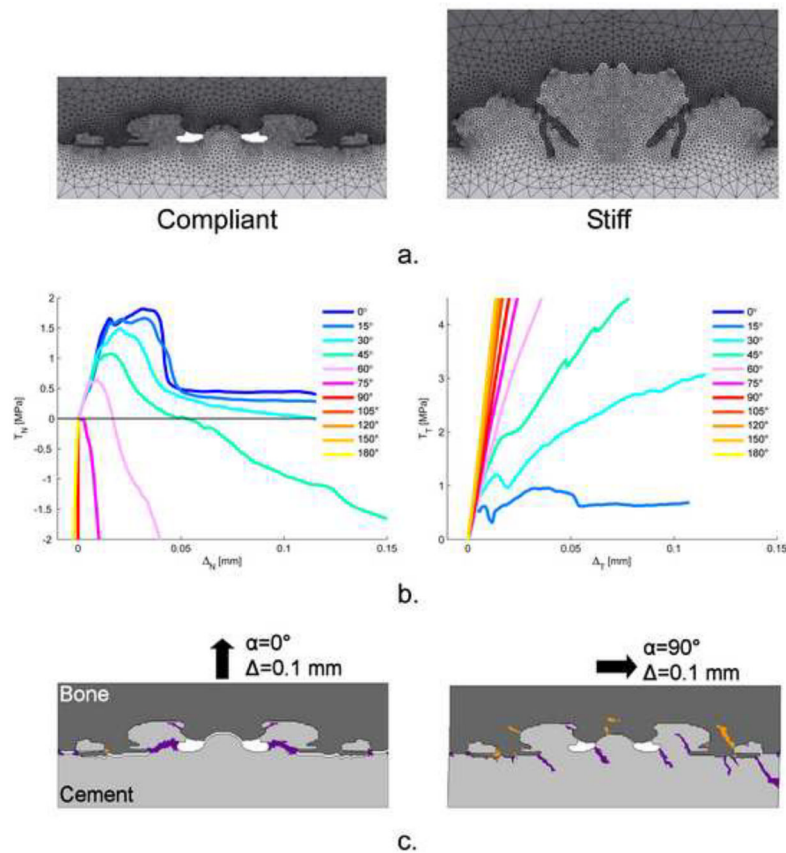 Compliant
Stiff
a.
2
1.5
1
0.5
0
-0.5
-1
-1.5
-2
T_N [MPa]
0
0.05
0.1
0.15
Δ_N [mm]
0°
15°
30°
45°
60°
75°
90°
105°
120°
150°
180°
4
3
2
1
0
T_T [MPa]
0
0.05
0.1
0.15
Δ_T [mm]
0°
15°
30°
45°
60°
75°
90°
105°
120°
150°
180°
b.
α=0°
Δ=0.1 mm
α=90°
Δ=0.1 mm
Bone
Cement
c.